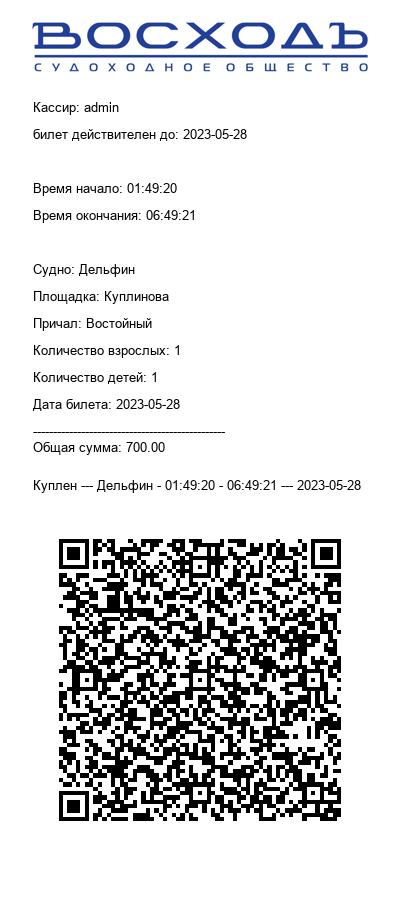 ВОСХОДЪ
СУДОХОДНОЕ ОБЩЕСТВО
Кассир: admin
билет действителен до: 2023-05-28
Время начало: 01:49:20
Время окончания: 06:49:21
Судно: Дельфин
Площадка: Куплинова
Причал: Востойный
Количество взрослых: 1
Количество детей: 1
Дата билета: 2023-05-28
------------------------------------------------
Общая сумма: 700.00
Куплен --- Дельфин - 01:49:20 - 06:49:21 --- 2023-05-28